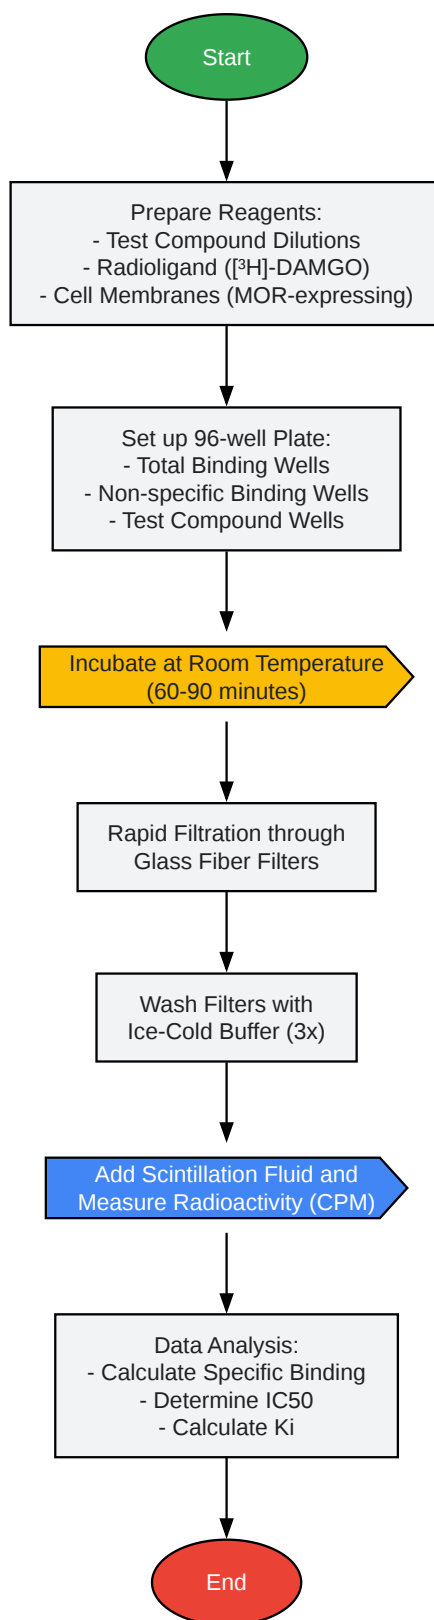 Start
Prepare Reagents:
- Test Compound Dilutions
- Radioligand ([³H]-DAMGO)
- Cell Membranes (MOR-expressing)
Set up 96-well Plate:
- Total Binding Wells
- Non-specific Binding Wells
- Test Compound Wells
Incubate at Room Temperature
(60-90 minutes)
Rapid Filtration through
Glass Fiber Filters
Wash Filters with
Ice-Cold Buffer (3x)
Add Scintillation Fluid and
Measure Radioactivity (CPM)
Data Analysis:
- Calculate Specific Binding
- Determine IC50
- Calculate Ki
End